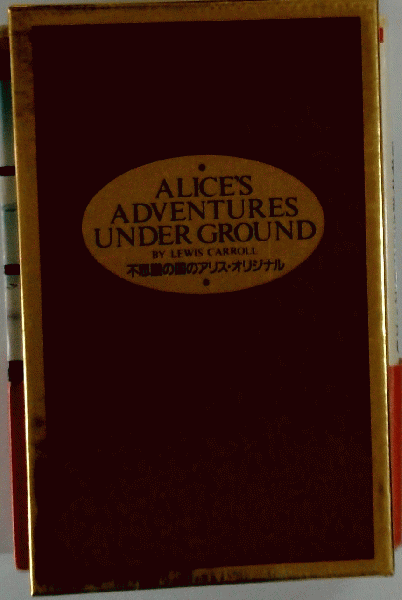 ALICE'S
ADVENTURES
UNDER GROUND
BY LEWIS CARROLL
不思議の国のアリス・オリジナル